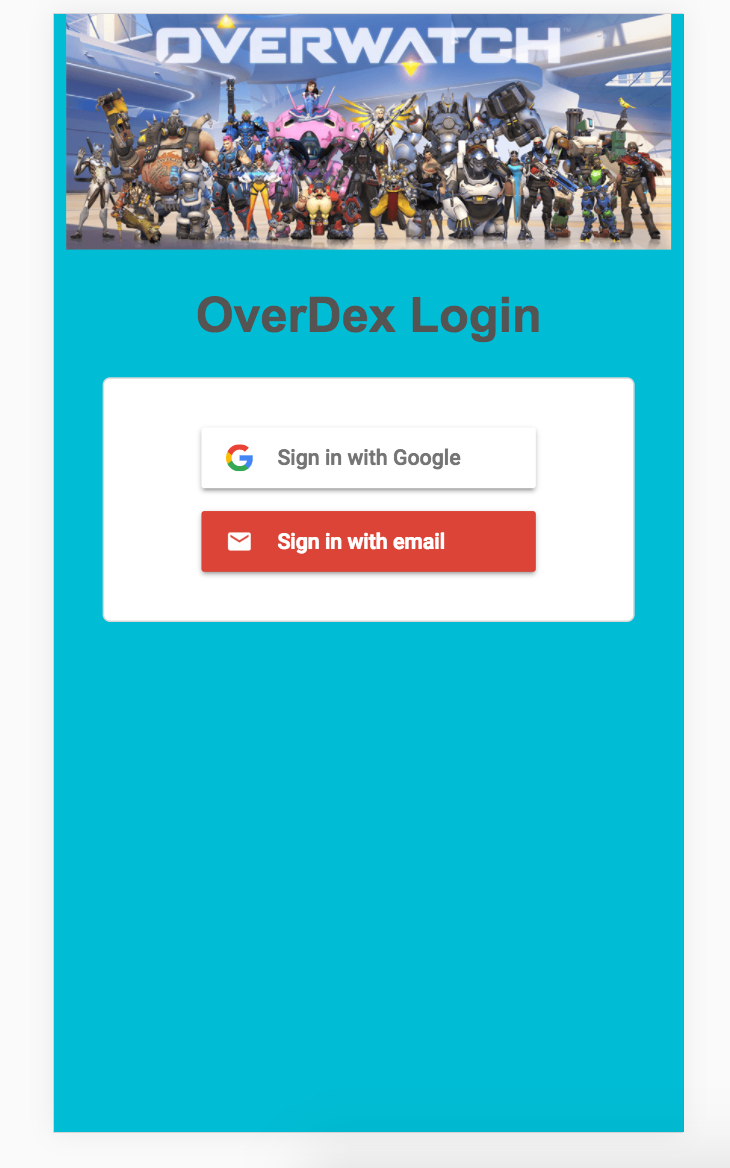 OVERWATCH
OverDex Login
Sign in with Google
Sign in with email